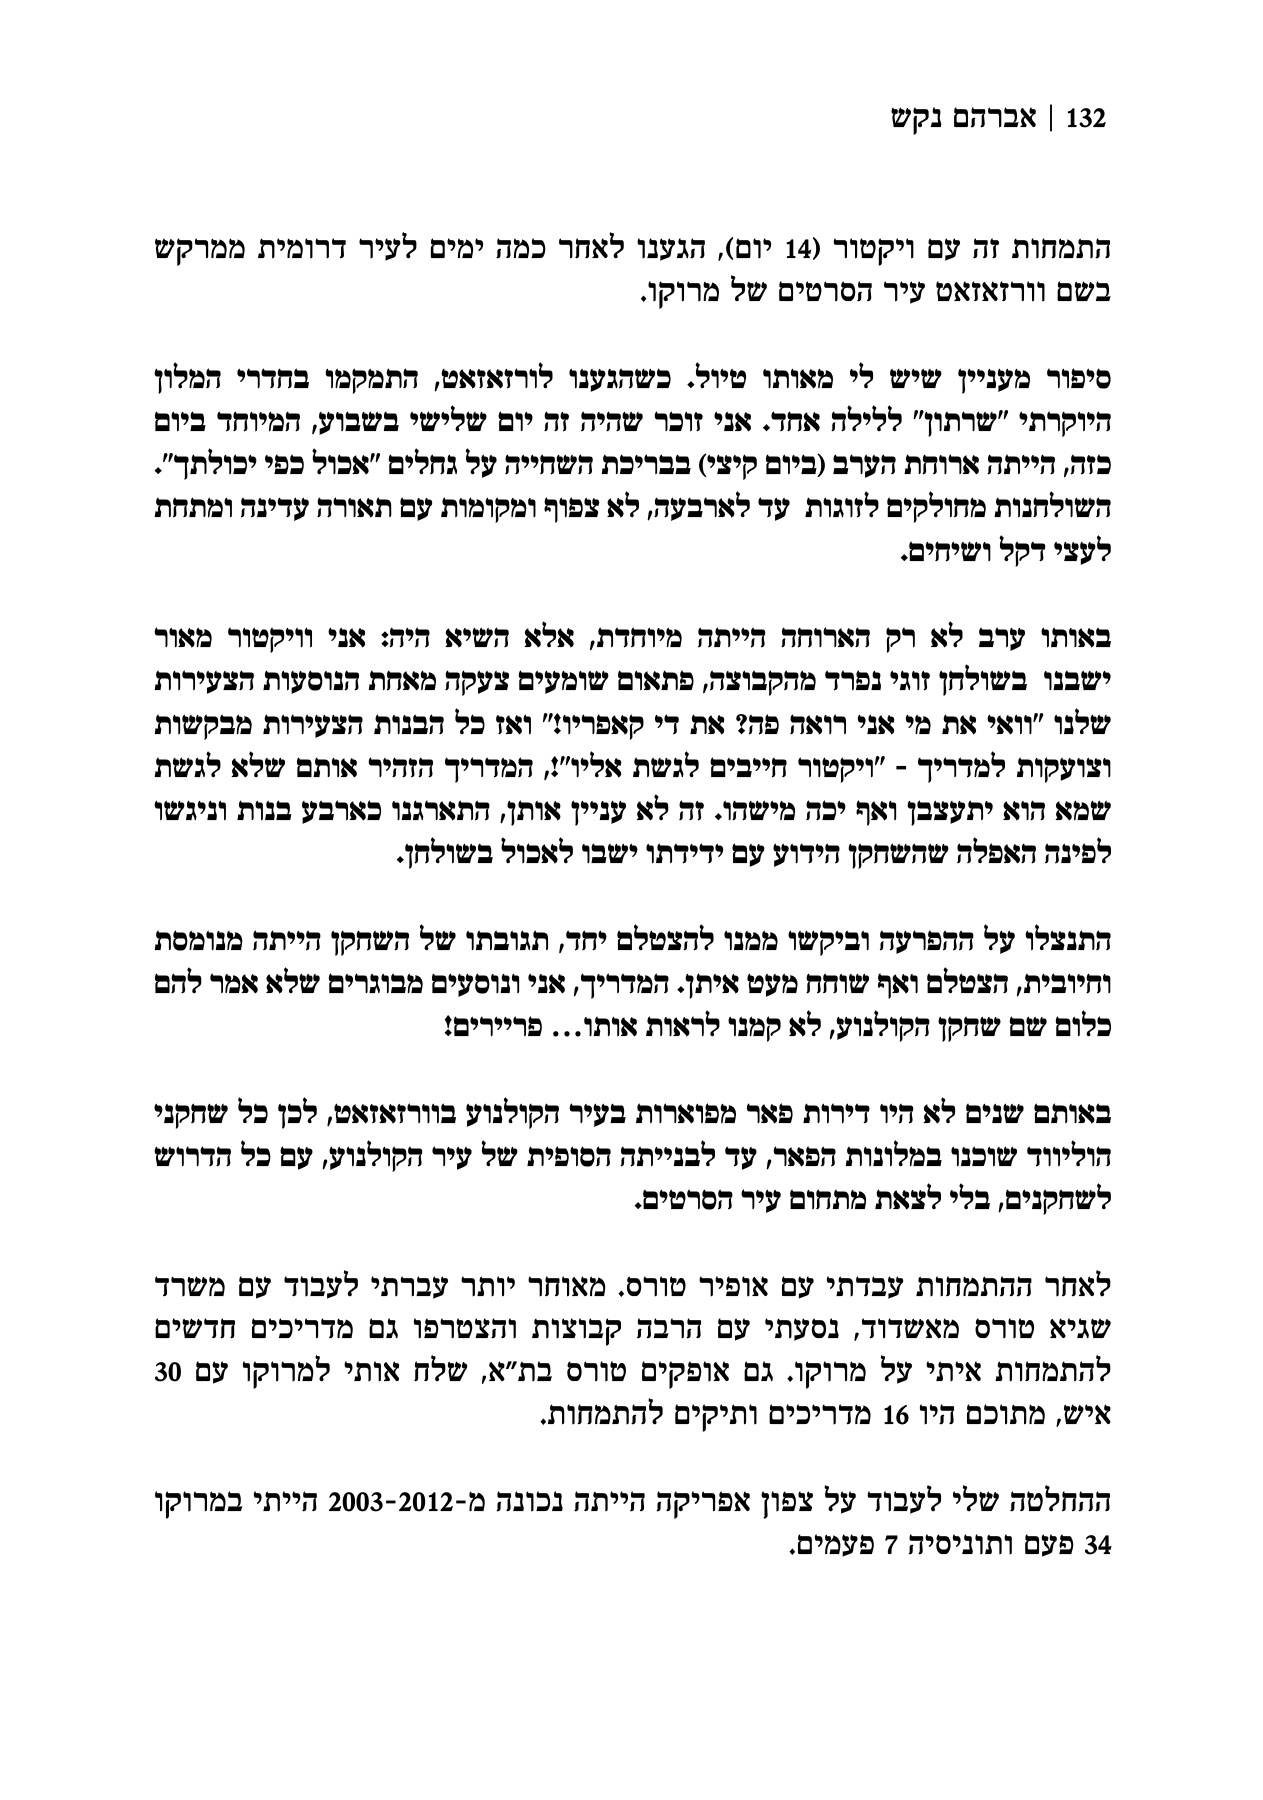 132 | אברהם נקש
התמחות זה עם ויקטור (14 יום), הגענו לאחר כמה ימים לעיר דרומית ממרקש
בשם וורזאזאט עיר הסרטים של מרוקו.
סיפור מעניין שיש לי מאותו טיול. כשהגענו לורזאזאט, התמקמו בחדרי המלון
היוקרתי "שרתון" ללילה אחד. אני זוכר שהיה זה יום שלישי בשבוע, המיוחד ביום
כזה, הייתה ארוחת הערב (ביום קיצי) בבריכת השחייה על גחלים "אכול כפי יכולתך".
השולחנות מחולקים לזוגות עד לארבעה, לא צפוף ומקומות עם תאורה עדינה ומתחת
לעצי דקל ושיחים.
באותו ערב לא רק הארוחה הייתה מיוחדת, אלא השיא היה: אני וויקטור מאור
ישבנו בשולחן זוגי נפרד מהקבוצה, פתאום שומעים צעקה מאחת הנוסעות הצעירות
שלנו "וואי את מי אני רואה פה? את די קאפריו!" ואז כל הבנות הצעירות מבקשות
וצועקות למדריך - "ויקטור חייבים לגשת אליו"!, המדריך הזהיר אותם שלא לגשת
שמא הוא יתעצבן ואף יכה מישהו. זה לא עניין אותן, התארגנו כארבע בנות וניגשו
לפינה האפלה שהשחקן הידוע עם ידידתו ישבו לאכול בשולחן.
התנצלו על ההפרעה וביקשו ממנו להצטלם יחד, תגובתו של השחקן הייתה מנומסת
וחיובית, הצטלם ואף שוחח מעט איתן. המדריך, אני ונוסעים מבוגרים שלא אמר להם
כלום שם שחקן הקולנוע, לא קמנו לראות אותו... פריירים!
באותם שנים לא היו דירות פאר מפוארות בעיר הקולנוע בוורזאזאט, לכן כל שחקני
הוליווד שוכנו במלונות הפאר, עד לבנייתה הסופית של עיר הקולנוע, עם כל הדרוש
לשחקנים, בלי לצאת מתחום עיר הסרטים.
לאחר ההתמחות עבדתי עם אופיר טורס. מאוחר יותר עברתי לעבוד עם משרד
שגיא טורס מאשדוד, נסעתי עם הרבה קבוצות והצטרפו גם מדריכים חדשים
להתמחות איתי על מרוקו. גם אופקים טורס בת"א, שלח אותי למרוקו עם 30
איש, מתוכם היו 16 מדריכים ותיקים להתמחות.
ההחלטה שלי לעבוד על צפון אפריקה הייתה נכונה מ-2003-2012 הייתי במרוקו
34 פעם ותוניסיה 7 פעמים.